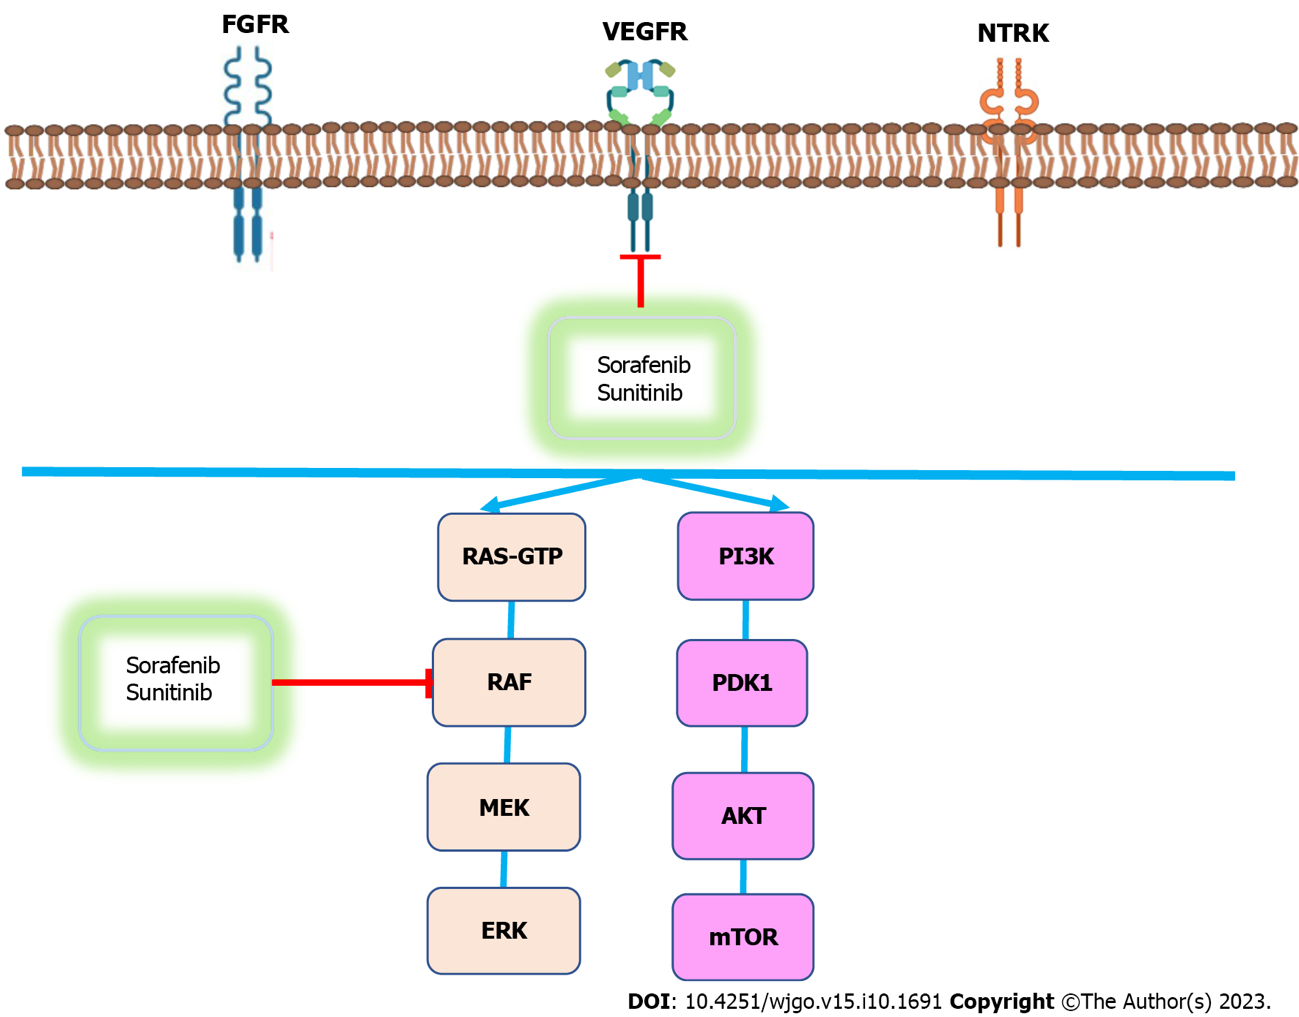 FGFR
VEGFR
NTRK
Sorafenib
Sunitinib
RAS-GTP
PI3K
Sorafenib
Sunitinib
RAF
PDK1
MEK
AKT
ERK
mTOR
DOI: 10.4251/wjgo.v15.i10.1691 Copyright ©The Author(s) 2023.